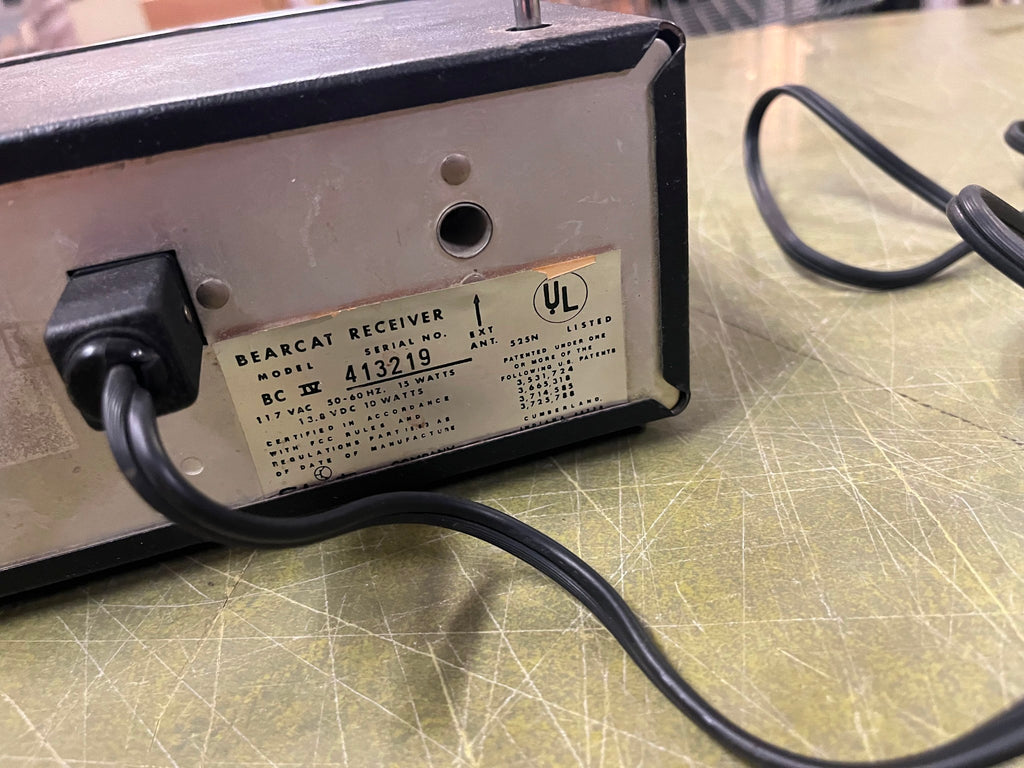 BEARCAT RECEIVER
MODEL SERIAL NO.
BC IV 413219
117 VAC 50-60HZ. 15 WATTS
13.8 VDC 10 WATTS
CERTIFIED IN ACCORDANCE
WITH FCC RULES AND
REGULATIONS PART AS
OF DATE OF MANUFACTURE
EXT
ANT.
UL
525N LISTED
PATENTED UNDER ONE
OR MORE OF THE
FOLLOWING U.S. PATENTS
3,531,724
3,665,318
3,714,585
3,725,788
CUMBERLAND,